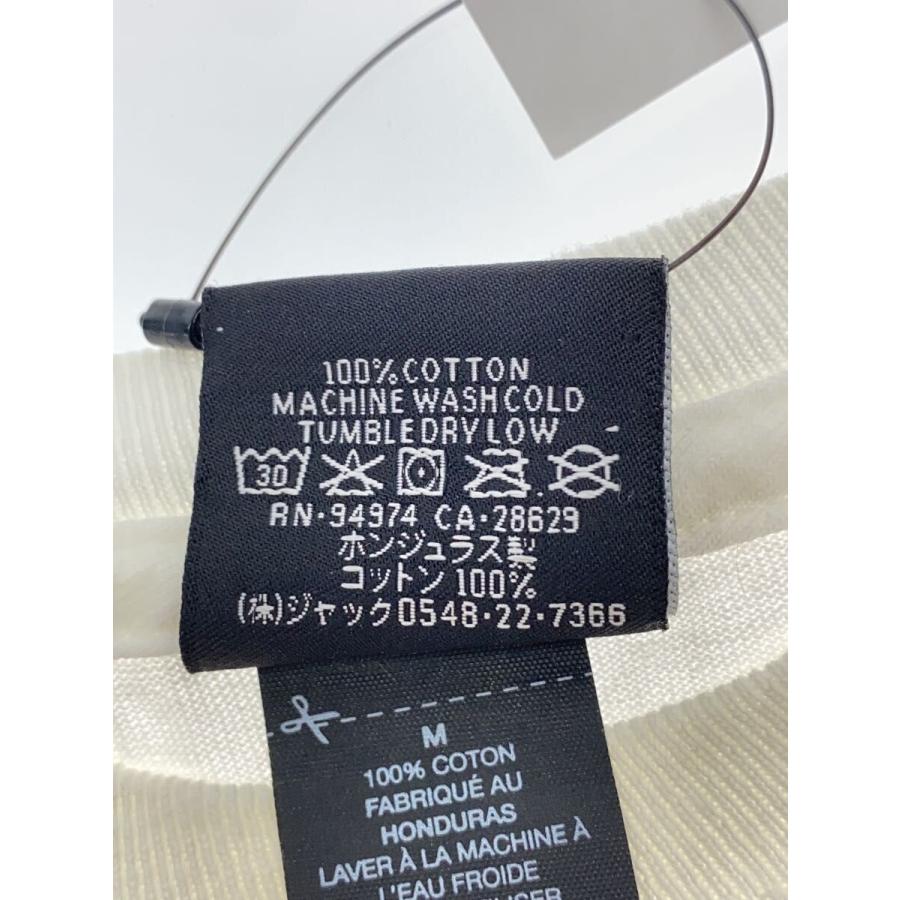 100% COTTON
MACHINE WASH COLD
TUMBLE DRY LOW
30
RN·94974 CA·28629
ホンジュラス製
コットン 100%
(株)ジャック0548·22·7366
M
100% COTON
FABRIQUÉ AU
HONDURAS
LAVER À LA MACHINE À
L'EAU FROIDE